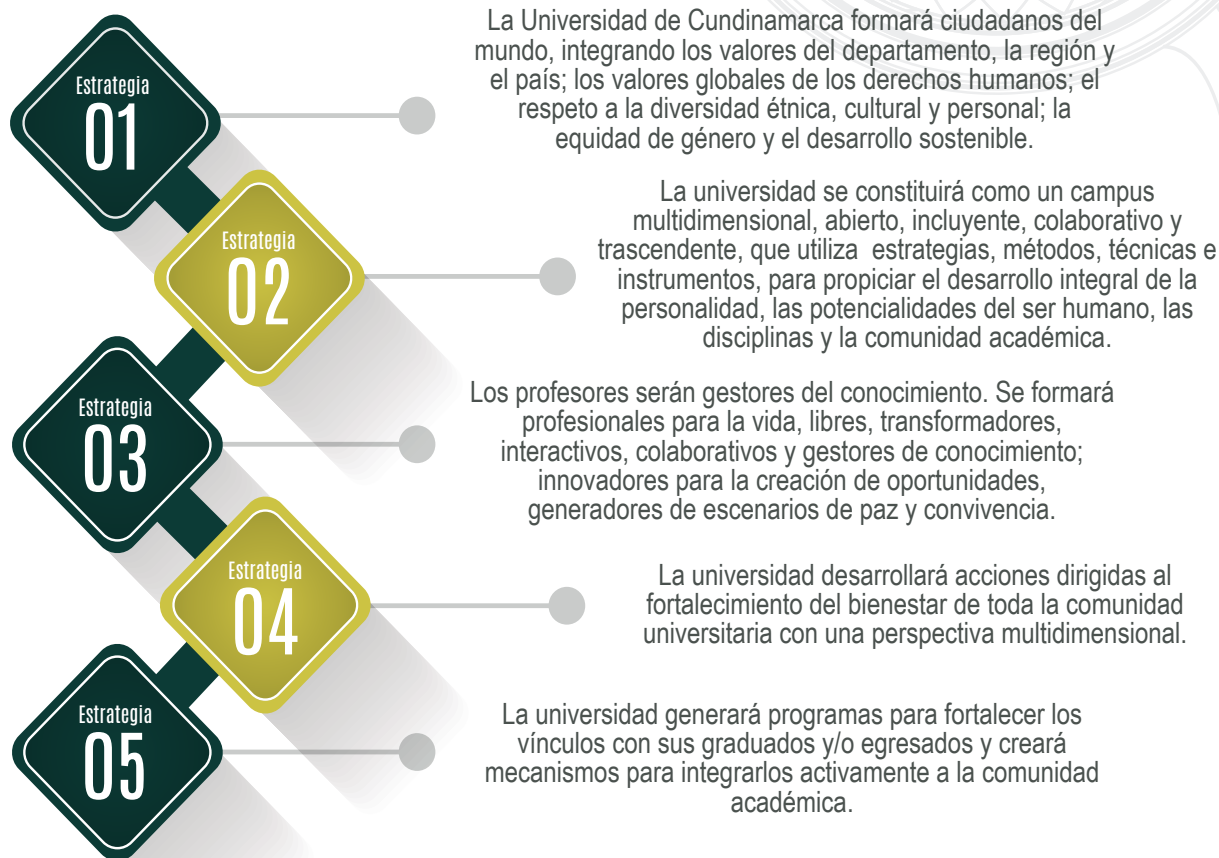 Estrategia
01
La Universidad de Cundinamarca formará ciudadanos del
mundo, integrando los valores del departamento, la región y
el país; los valores globales de los derechos humanos; el
respeto a la diversidad étnica, cultural y personal; la
equidad de género y el desarrollo sostenible.
Estrategia
02
La universidad se constituirá como un campus
multidimensional, abierto, incluyente, colaborativo y
trascendente, que utiliza estrategias, métodos, técnicas e
instrumentos, para propiciar el desarrollo integral de la
personalidad, las potencialidades del ser humano, las
disciplinas y la comunidad académica.
Estrategia
03
Los profesores serán gestores del conocimiento. Se formará
profesionales para la vida, libres, transformadores,
interactivos, colaborativos y gestores de conocimiento;
innovadores para la creación de oportunidades,
generadores de escenarios de paz y convivencia.
Estrategia
04
La universidad desarrollará acciones dirigidas al
fortalecimiento del bienestar de toda la comunidad
universitaria con una perspectiva multidimensional.
Estrategia
05
La universidad generará programas para fortalecer los
vínculos con sus graduados y/o egresados y creará
mecanismos para integrarlos activamente a la comunidad
académica.